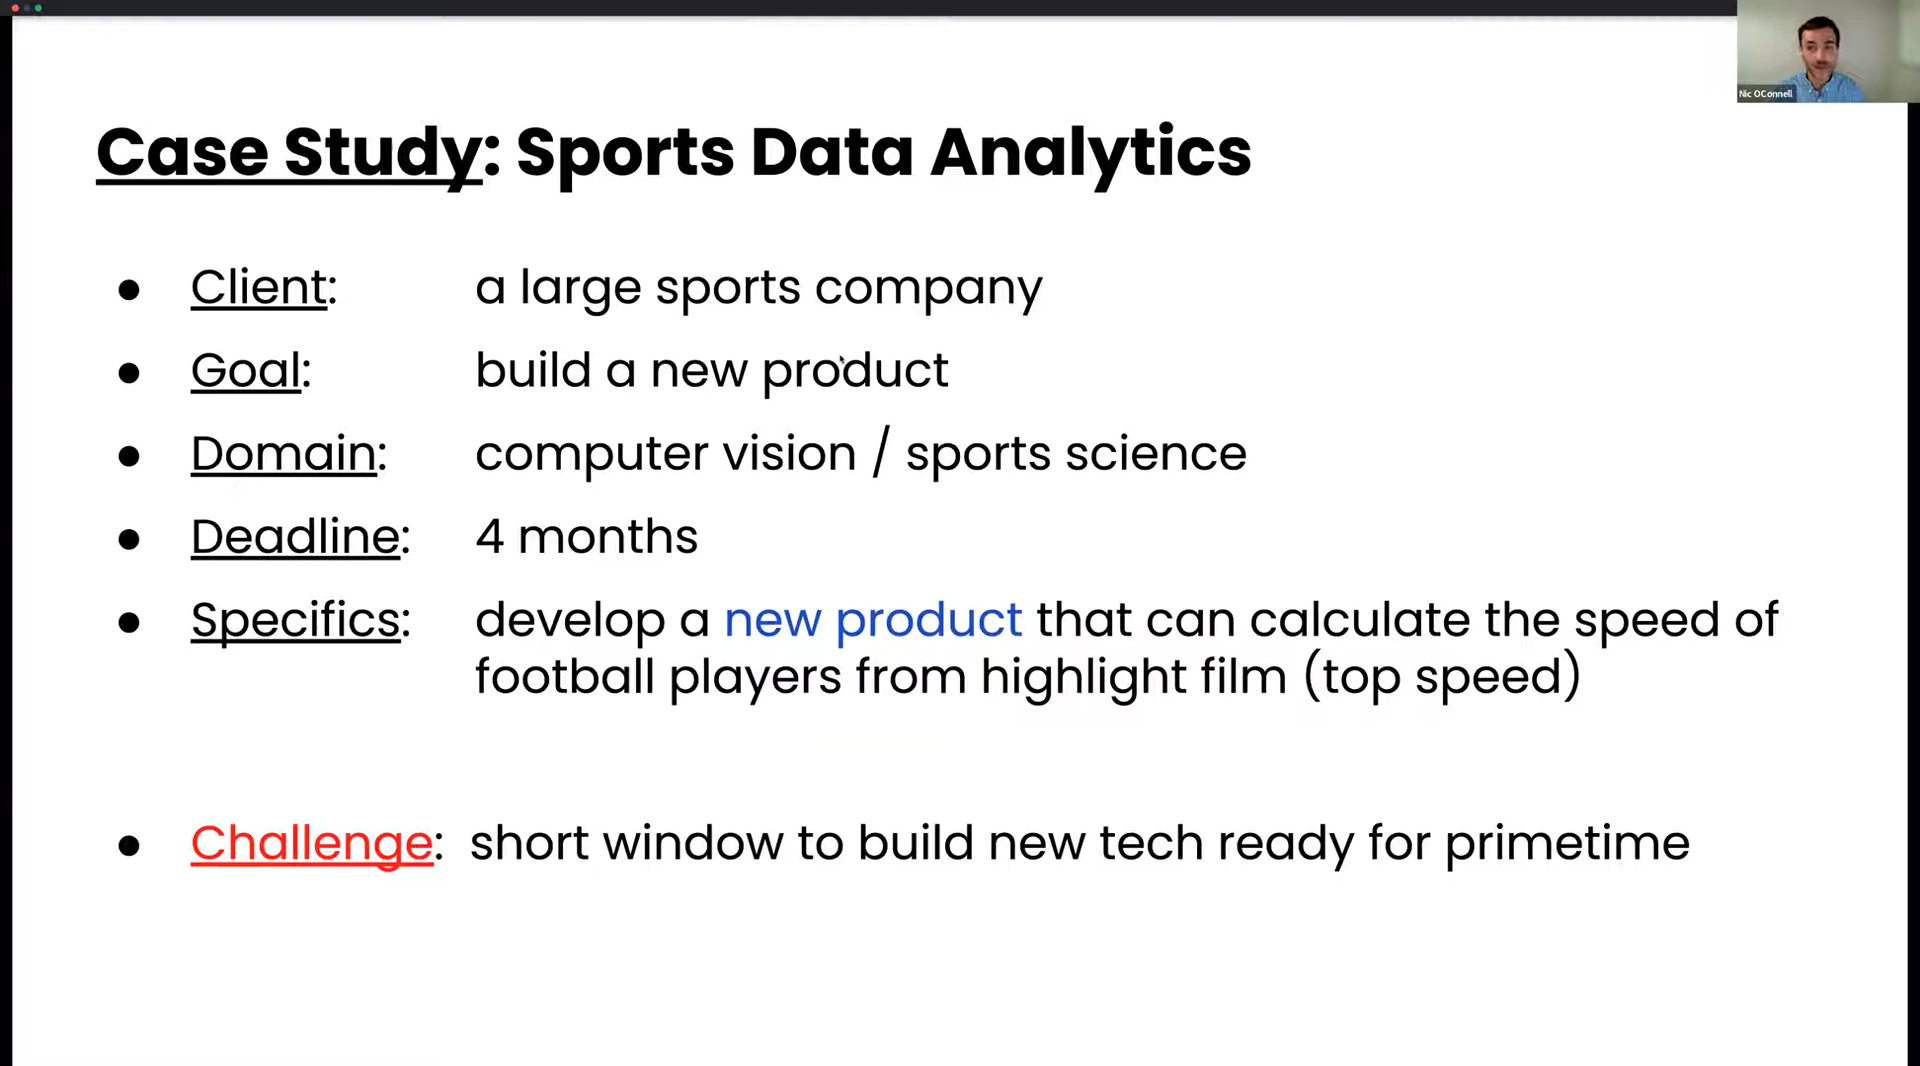 Nic OConnell
Case Study: Sports Data Analytics
● Client: a large sports company
● Goal: build a new product
● Domain: computer vision / sports science
● Deadline: 4 months
● Specifics: develop a new product that can calculate the speed of
football players from highlight film (top speed)
● Challenge: short window to build new tech ready for primetime